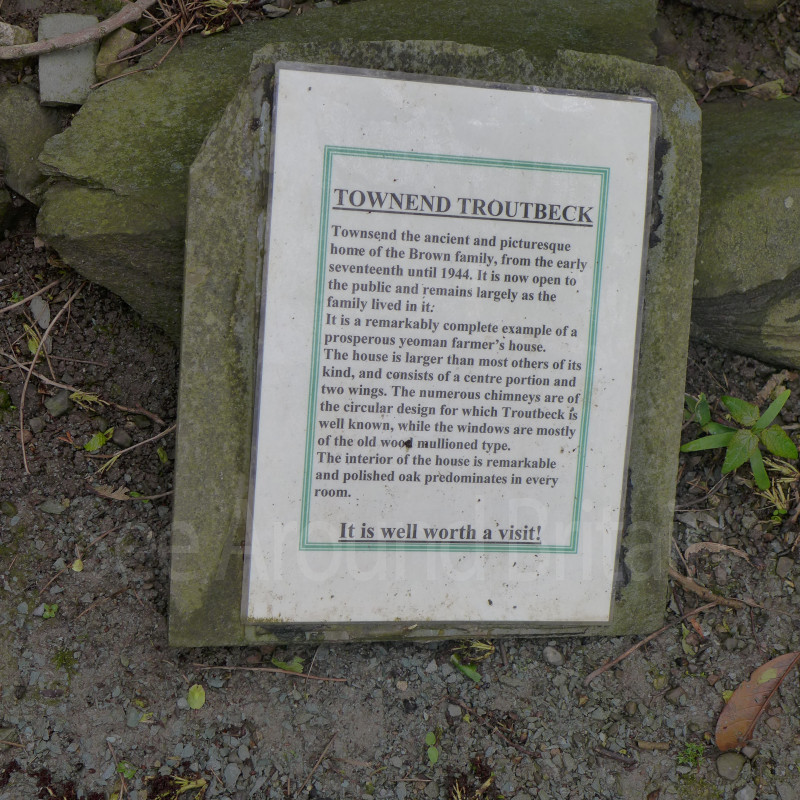 TOWNEND TROUTBECK
Townsend the ancient and picturesque
home of the Brown family, from the early
seventeenth until 1944. It is now open to
the public and remains largely as the
family lived in it:
It is a remarkably complete example of a
prosperous yeoman farmer's house.
The house is larger than most others of its
kind, and consists of a centre portion and
two wings. The numerous chimneys are of
the circular design for which Troutbeck is
well known, while the windows are mostly
of the old wood mullioned type.
The interior of the house is remarkable
and polished oak predominates in every
room.
It is well worth a visit!
Around Britain